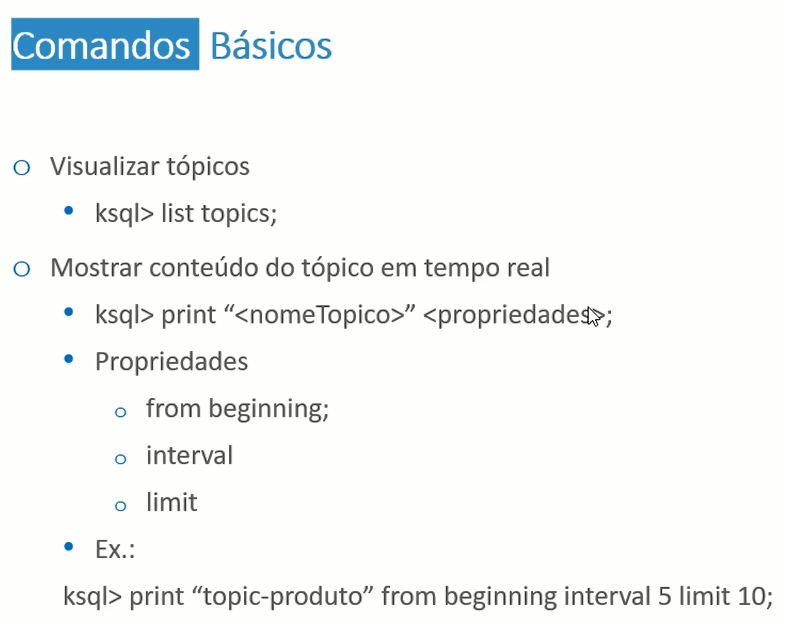 Comandos Básicos
Visualizar tópicos
ksql> list topics;
Mostrar conteúdo do tópico em tempo real
ksql> print “<nomeTopico>” <propriedades>;
Propriedades
from beginning;
interval
limit
Ex.:
ksql> print “topic-produto” from beginning interval 5 limit 10;